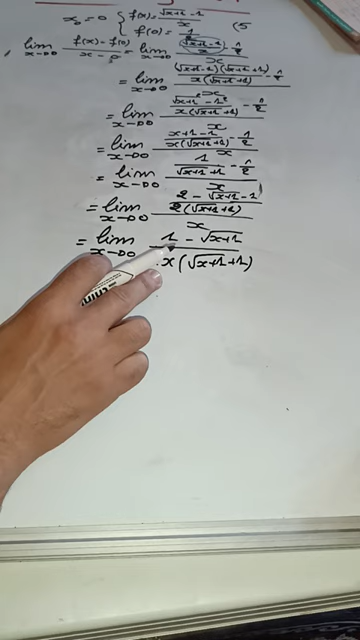 x₀=0 { f(x)=(√(x+1)-1)/x (5
f(0)=1/2
lim x→0 (f(x)-f(0))/(x-0) = lim x→0 ((√(x+1)-1)/x - 1/2)/x
= lim x→0 (((√(x+1)-1)(√(x+1)+1))/(x(√(x+1)+1)) - 1/2)/x
= lim x→0 ((√(x+1)²-1²)/(x(√(x+1)+1)) - 1/2)/x
= lim x→0 ((x+1-1)/(x(√(x+1)+1)) - 1/2)/x
= lim x→0 (1/(√(x+1)+1) - 1/2)/x
= lim x→0 ((2-√(x+1)-1)/(2(√(x+1)+1)))/x
= lim x→0 (1-√(x+1))/(x(√(x+1)+1))